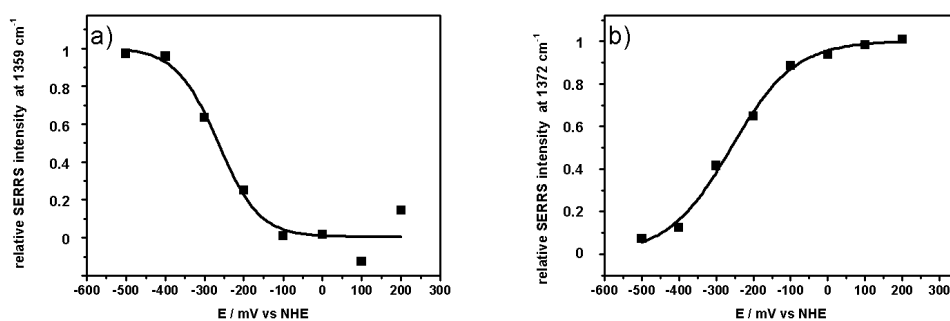 a)
relative SERRS intensity at 1359 cm-1
1
0.8
0.6
0.4
0.2
0
-600 -500 -400 -300 -200 -100 0 100 200 300
E / mV vs NHE
b)
relative SERRS intensity at 1372 cm-1
1
0.8
0.6
0.4
0.2
0
-600 -500 -400 -300 -200 -100 0 100 200 300
E / mV vs NHE